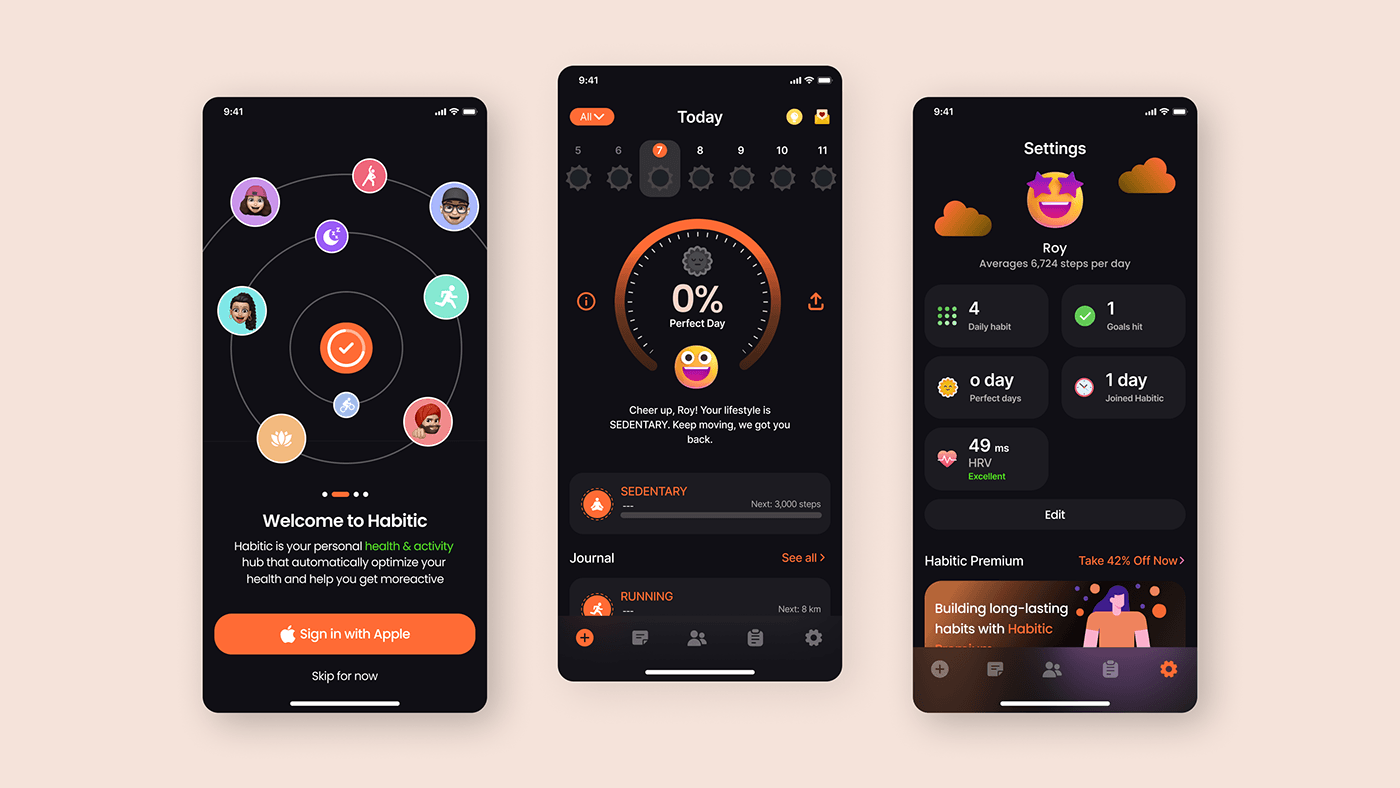 9:41
Welcome to Habitic
Habitic is your personal health & activity
hub that automatically optimize your
health and help you get moreactive
Sign in with Apple
Skip for now
9:41
All
Today
5 6 7 8 9 10 11
0%
Perfect Day
Cheer up, Roy! Your lifestyle is
SEDENTARY. Keep moving, we got you
back.
SEDENTARY
--- Next: 3,000 steps
Journal See all >
RUNNING
--- Next: 8 km
9:41
Settings
Roy
Averages 6,724 steps per day
4
Daily habit
1
Goals hit
o day
Perfect days
1 day
Joined Habitic
49 ms
HRV
Excellent
Edit
Habitic Premium Take 42% Off Now >
Building long-lasting
habits with Habitic